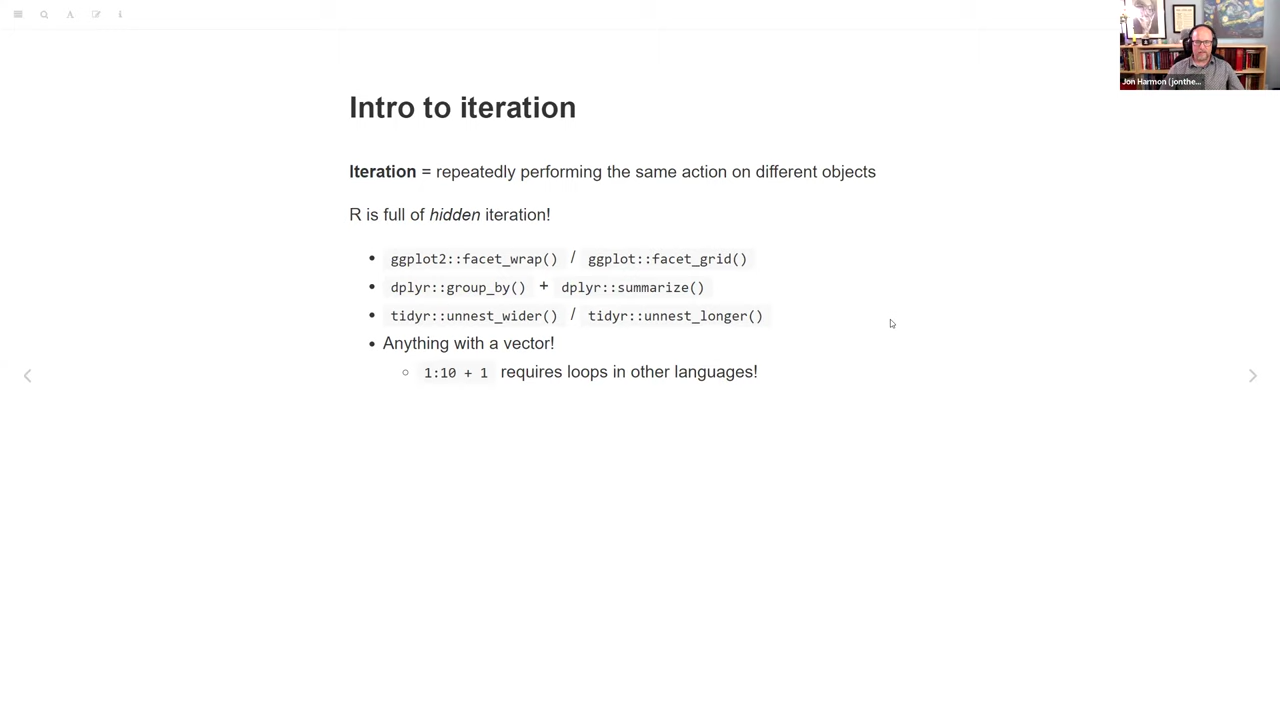 Jon Harmon (jonthe...
Intro to iteration
Iteration = repeatedly performing the same action on different objects
R is full of hidden iteration!
• ggplot2::facet_wrap() / ggplot::facet_grid()
• dplyr::group_by() + dplyr::summarize()
• tidyr::unnest_wider() / tidyr::unnest_longer()
• Anything with a vector!
○ 1:10 + 1 requires loops in other languages!